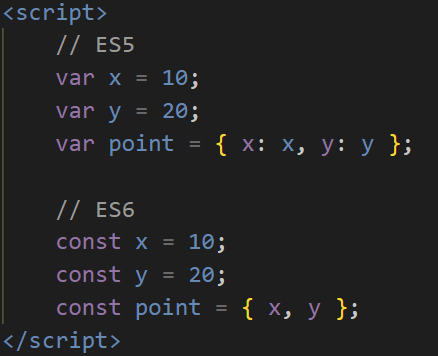 <script>
    // ES5
    var x = 10;
    var y = 20;
    var point = { x: x, y: y };

    // ES6
    const x = 10;
    const y = 20;
    const point = { x, y };
</script>